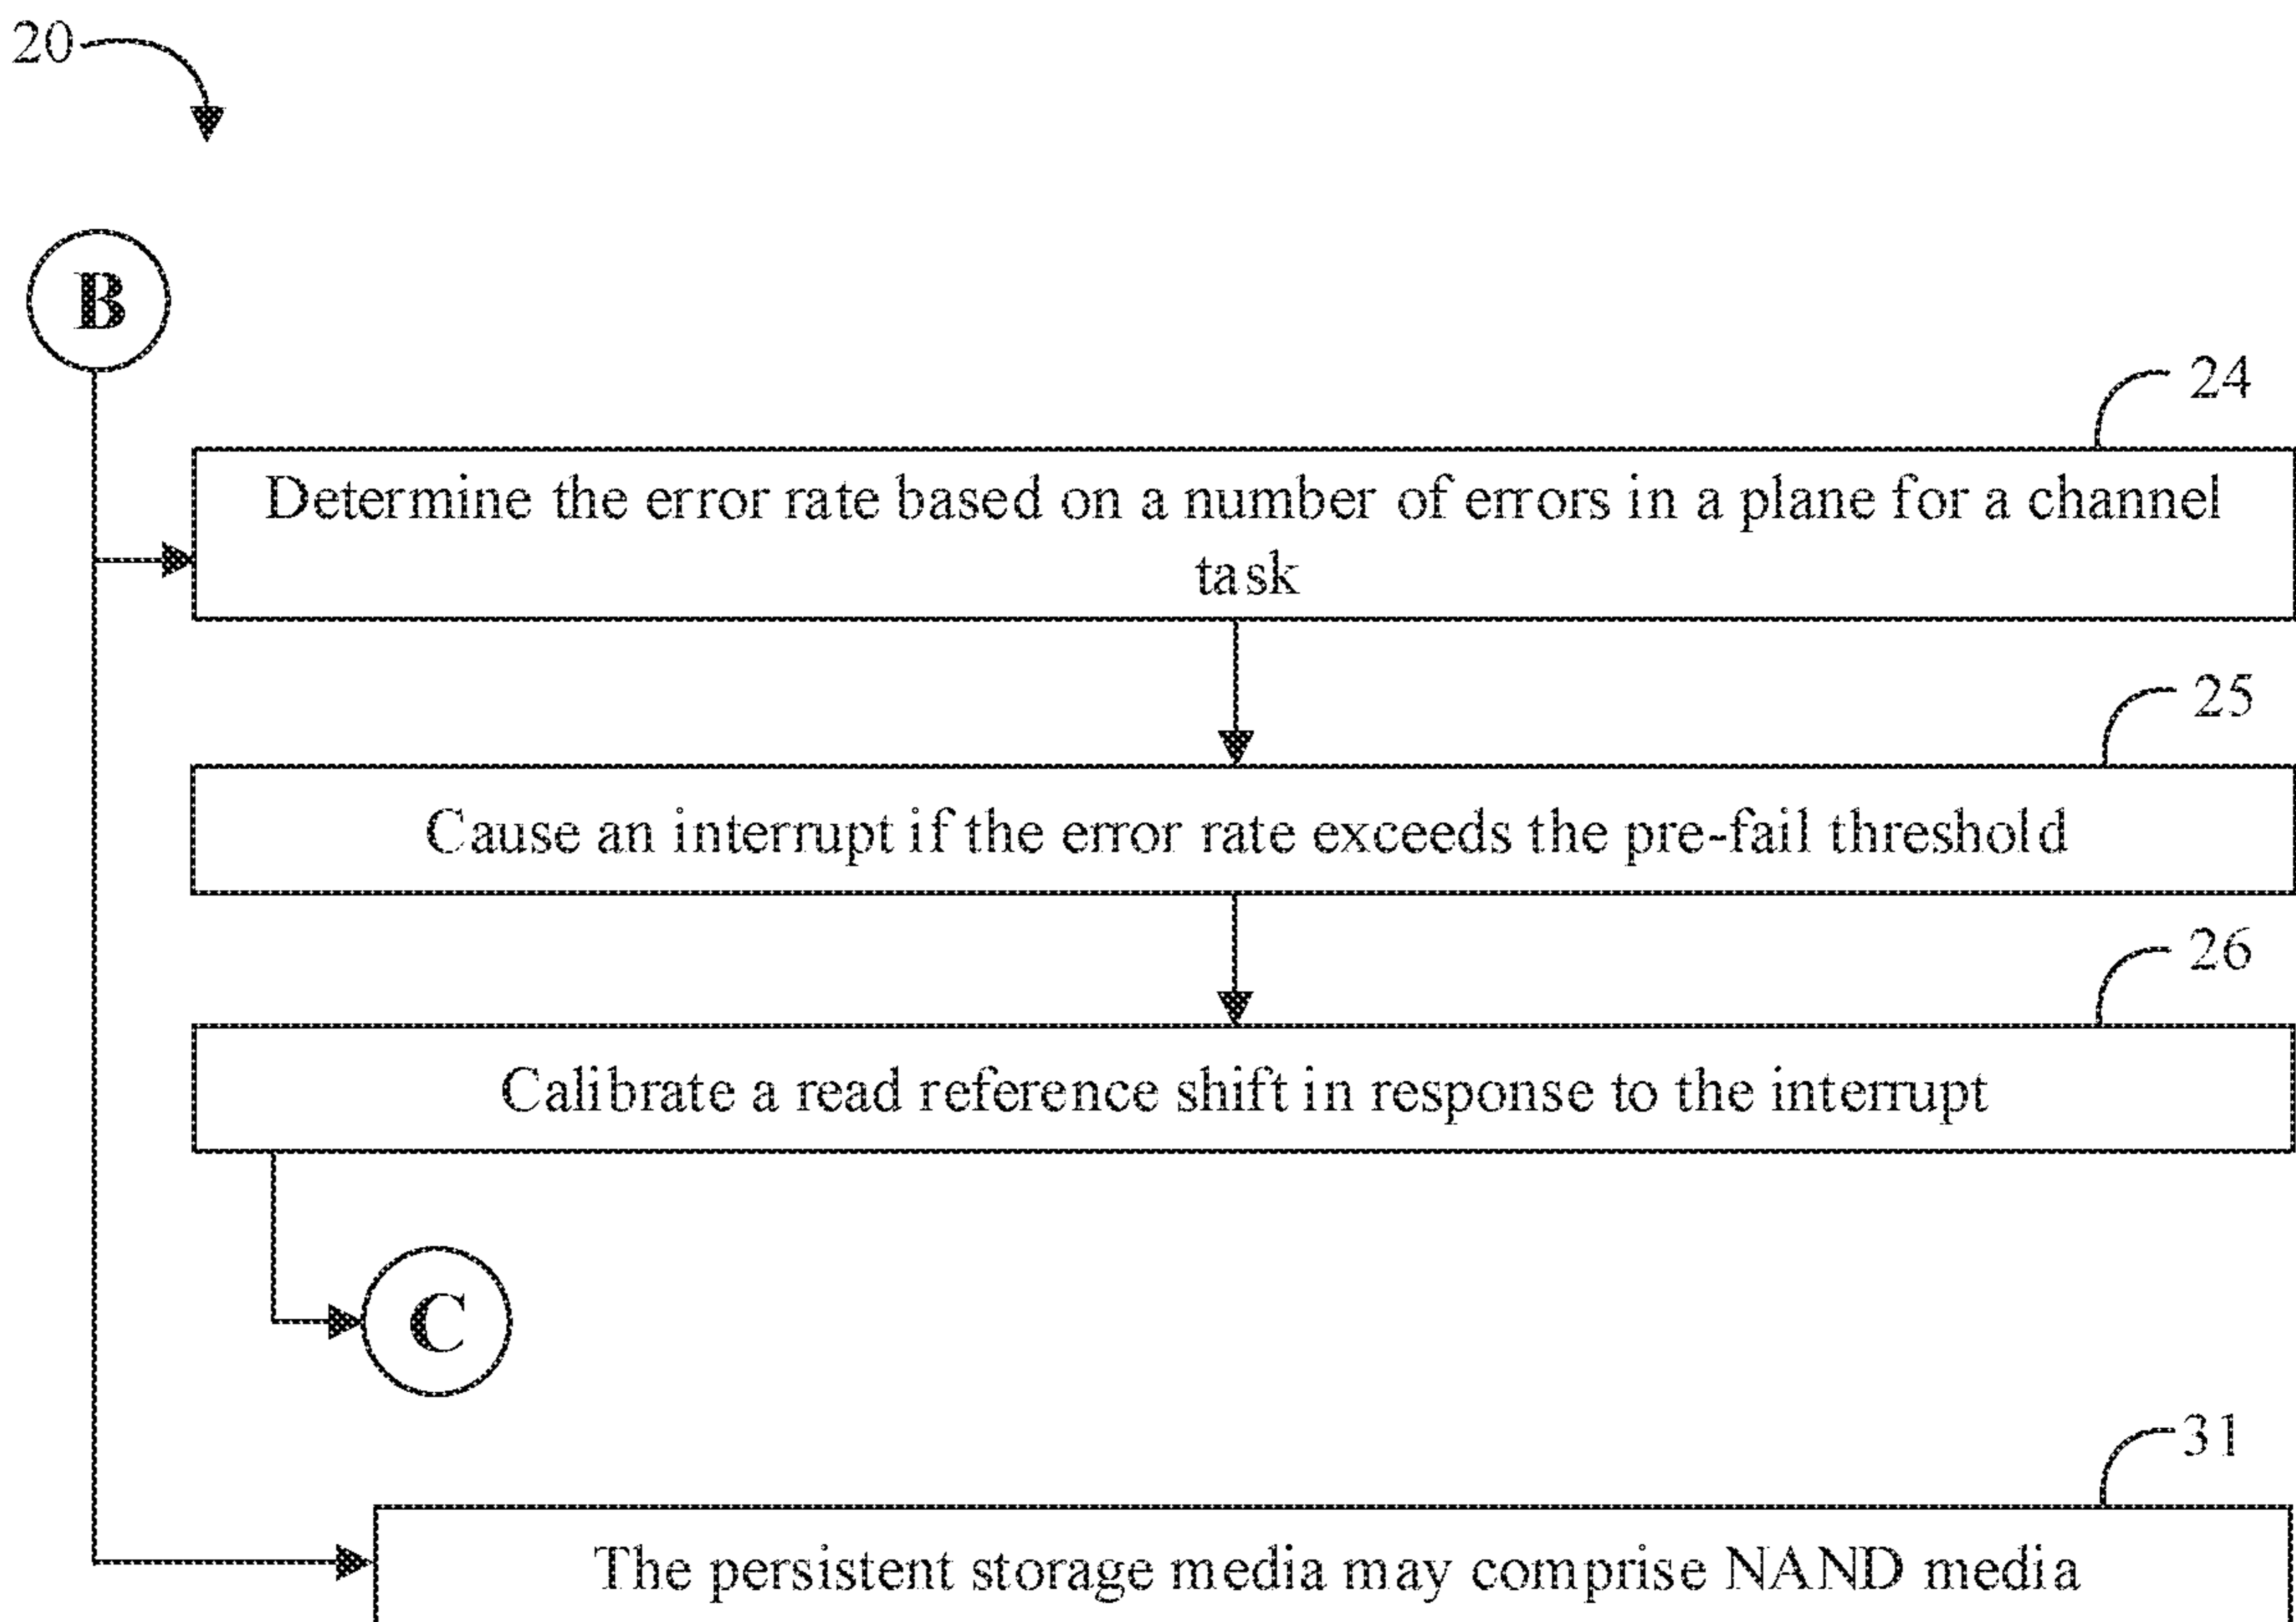 20
B
24
Determine the error rate based on a number of errors in a plane for a channel
task
25
Cause an interrupt if the error rate exceeds the pre-fail threshold
26
Calibrate a read reference shift in response to the interrupt
C
31
The persistent storage media may comprise NAND media